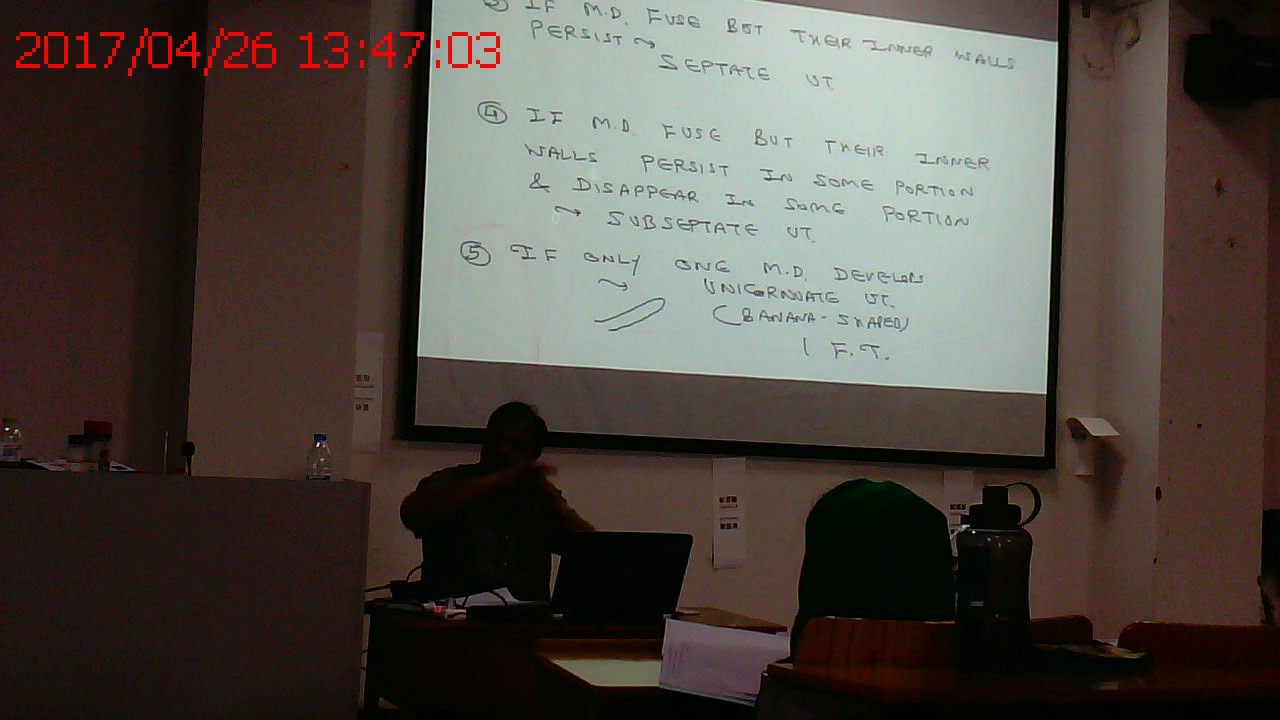 2017/04/26 13:47:03
③ IF M.D. FUSE BUT THEIR INNER WALLS
PERSIST ~
SEPTATE UT.
④ IF M.D. FUSE BUT THEIR INNER
WALLS PERSIST IN SOME PORTION
& DISAPPEAR IN SOME PORTION
~ SUBSEPTATE UT.
⑤ IF ONLY ONE M.D. DEVELOPS
~ UNICORNUATE UT.
(BANANA-SHAPED)
1 F.T.